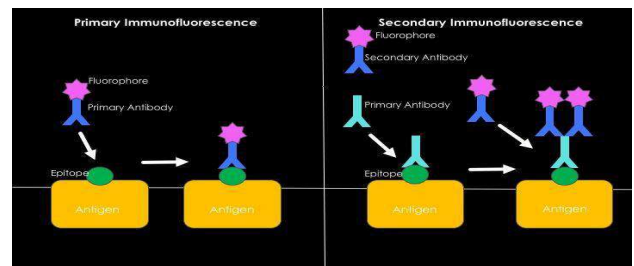 Primary Immunofluorescence
Fluorophore
Primary Antibody
Epitope
Antigen
Antigen
Secondary Immunofluorescence
Fluorophore
Secondary Antibody
Primary Antibody
Epitope
Antigen
Antigen